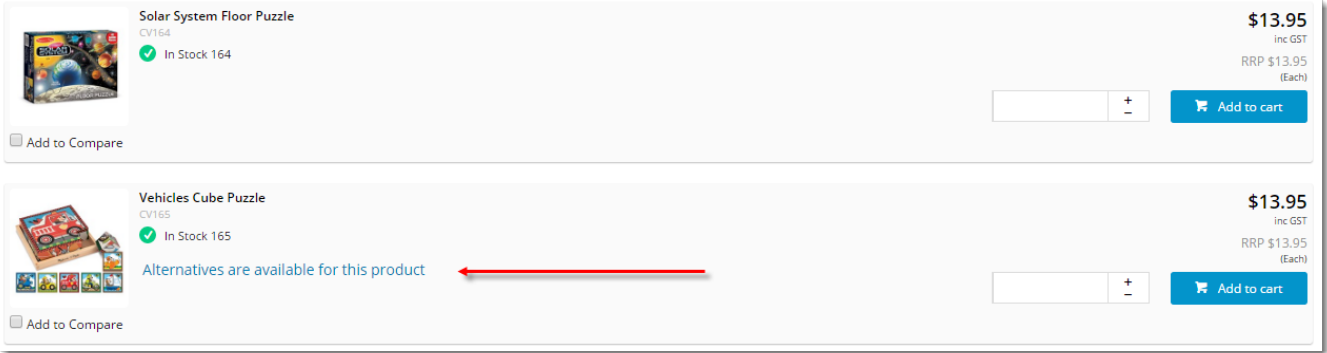 Solar System Floor Puzzle
CV164
In Stock 164
$13.95
inc GST
RRP $13.95
(Each)
+
−
Add to cart
Add to Compare
Vehicles Cube Puzzle
CV165
In Stock 165
Alternatives are available for this product
$13.95
inc GST
RRP $13.95
(Each)
+
−
Add to cart
Add to Compare